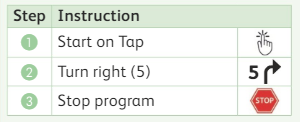 Step Instruction
1 Start on Tap
2 Turn right (5) 5
3 Stop program STOP